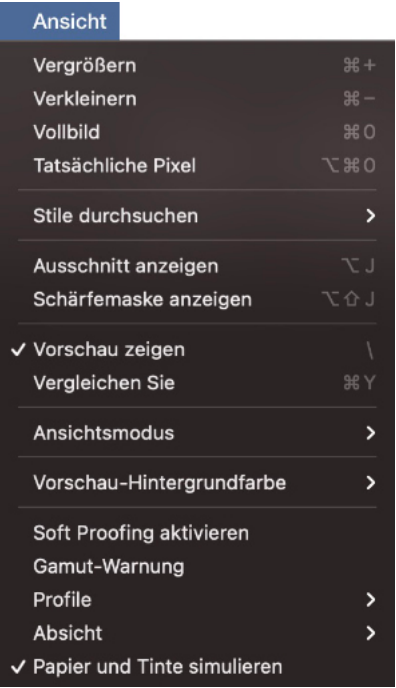 Ansicht
Vergrößern ⌘+
Verkleinern ⌘−
Vollbild ⌘0
Tatsächliche Pixel ⌥⌘0
Stile durchsuchen >
Ausschnitt anzeigen ⌥J
Schärfemaske anzeigen ⌥⇧J
✓ Vorschau zeigen \
Vergleichen Sie ⌘Y
Ansichtsmodus >
Vorschau-Hintergrundfarbe >
Soft Proofing aktivieren
Gamut-Warnung
Profile >
Absicht >
✓ Papier und Tinte simulieren